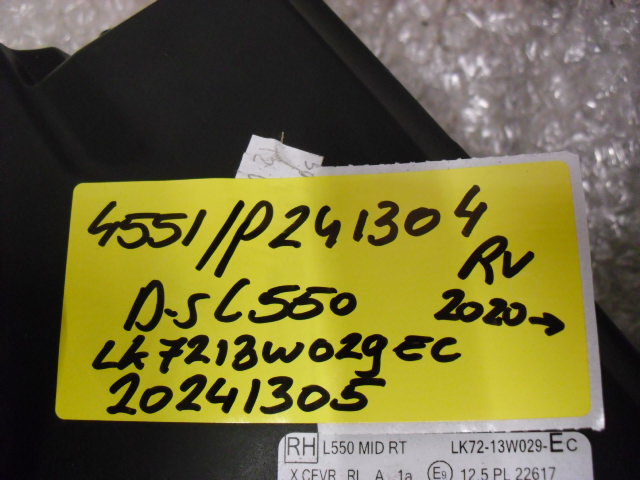 4551//P241304
RV
D-S L550
2020→
LK7213W029EC
20241305
RH L550 MID RT LK72-13W029-EC
X CEVR RL A 1a E9 12.5 PL 22617